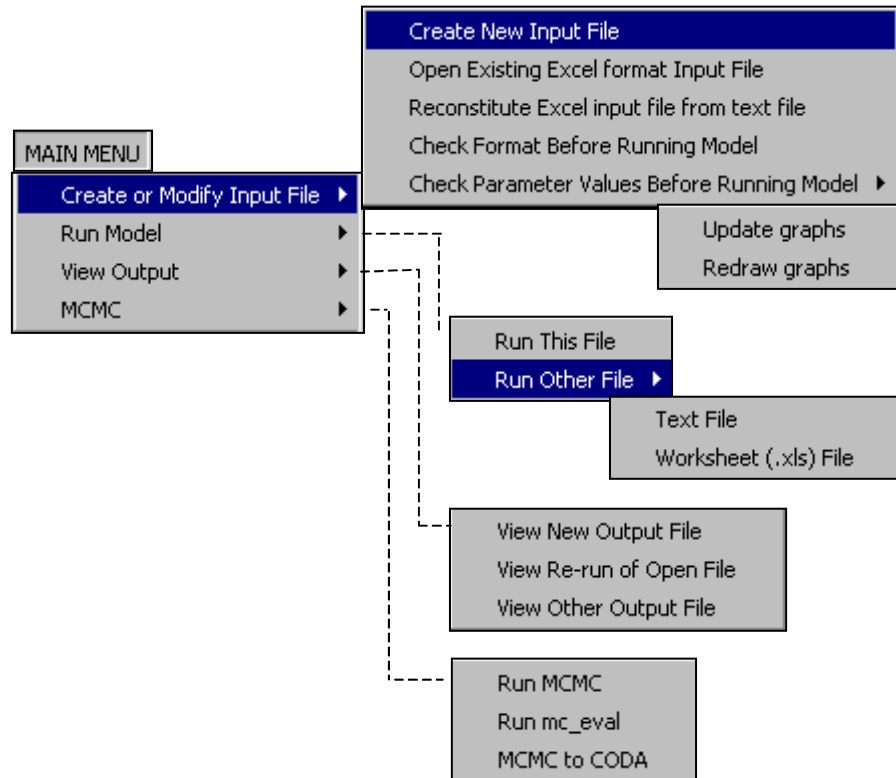 Create New Input File
Open Existing Excel format Input File
Reconstitute Excel input file from text file
Check Format Before Running Model
Check Parameter Values Before Running Model
Update graphs
Redraw graphs
MAIN MENU
Create or Modify Input File
Run Model
View Output
MCMC
Run This File
Run Other File
Text File
Worksheet (.xls) File
View New Output File
View Re-run of Open File
View Other Output File
Run MCMC
Run mc_eval
MCMC to CODA